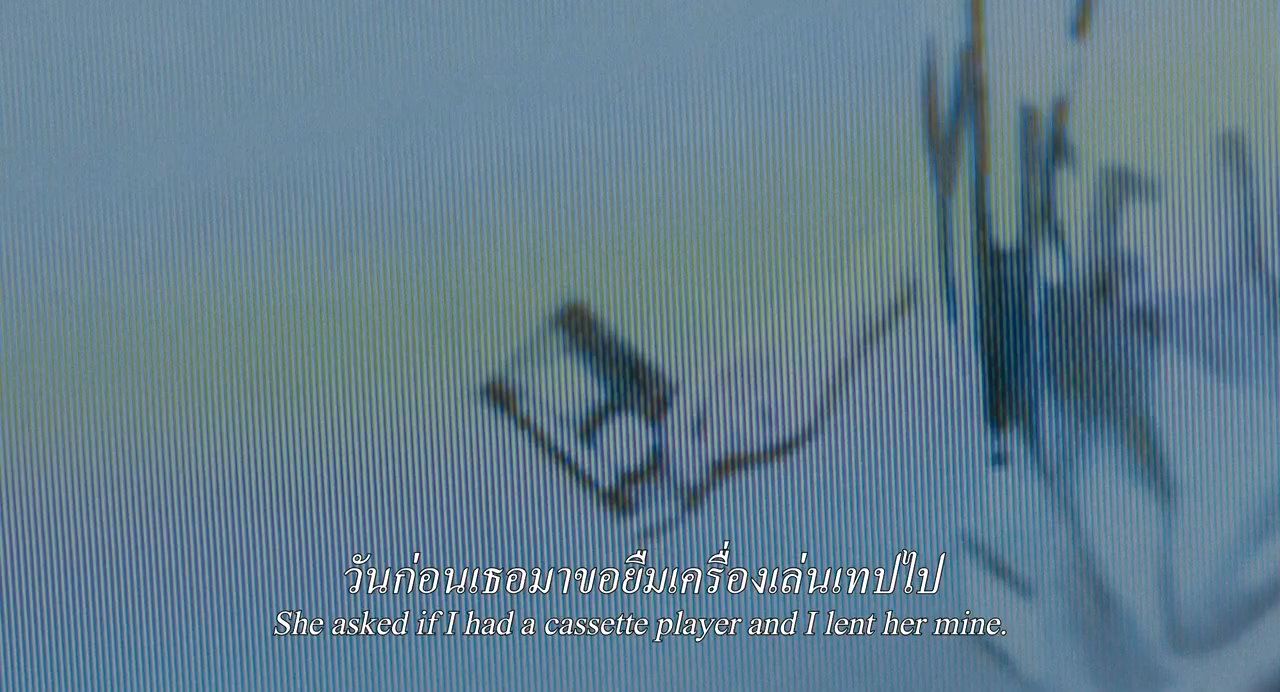 วันก่อนเธอมาขอยืมเครื่องเล่นเทปไป
She asked if I had a cassette player and I lent her mine.